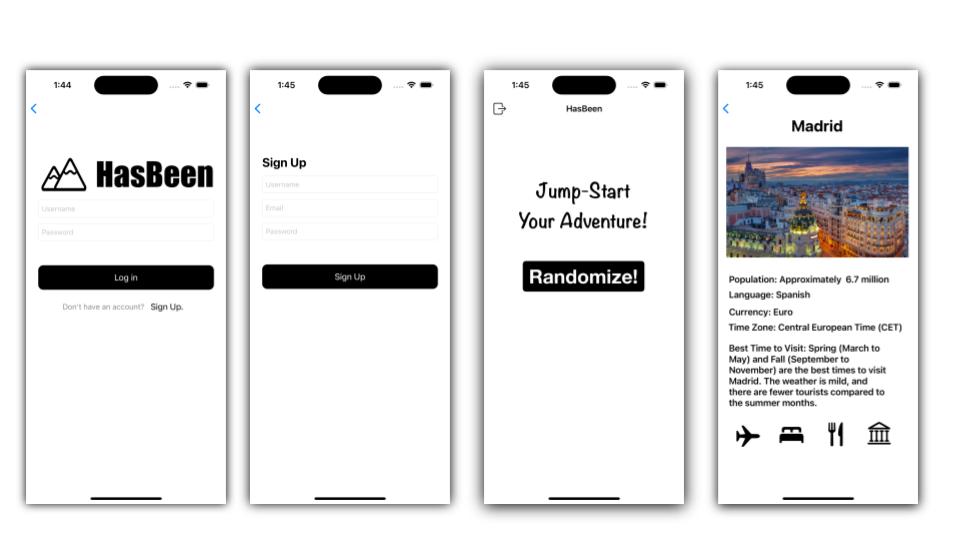 1:44
HasBeen
Username
Password
Log in
Don't have an account? Sign Up.
1:45
Sign Up
Username
Email
Password
Sign Up
1:45
HasBeen
Jump-Start
Your Adventure!
Randomize!
1:45
Madrid
Population: Approximately 6.7 million
Language: Spanish
Currency: Euro
Time Zone: Central European Time (CET)
Best Time to Visit: Spring (March to
May) and Fall (September to
November) are the best times to visit
Madrid. The weather is mild, and
there are fewer tourists compared to
the summer months.